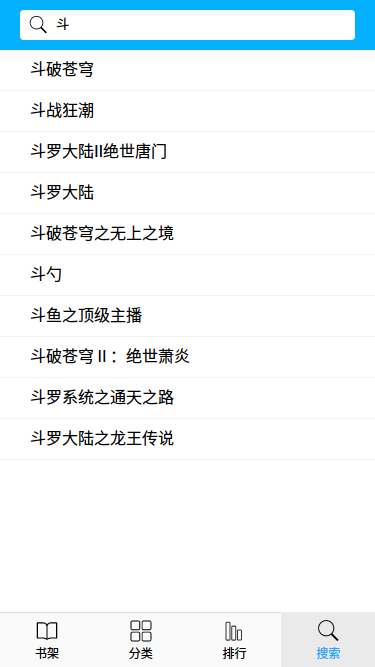 斗
斗破苍穹
斗战狂潮
斗罗大陆II绝世唐门
斗罗大陆
斗破苍穹之无上之境
斗勺
斗鱼之顶级主播
斗破苍穹Ⅱ：绝世萧炎
斗罗系统之通天之路
斗罗大陆之龙王传说
书架 分类 排行 搜索